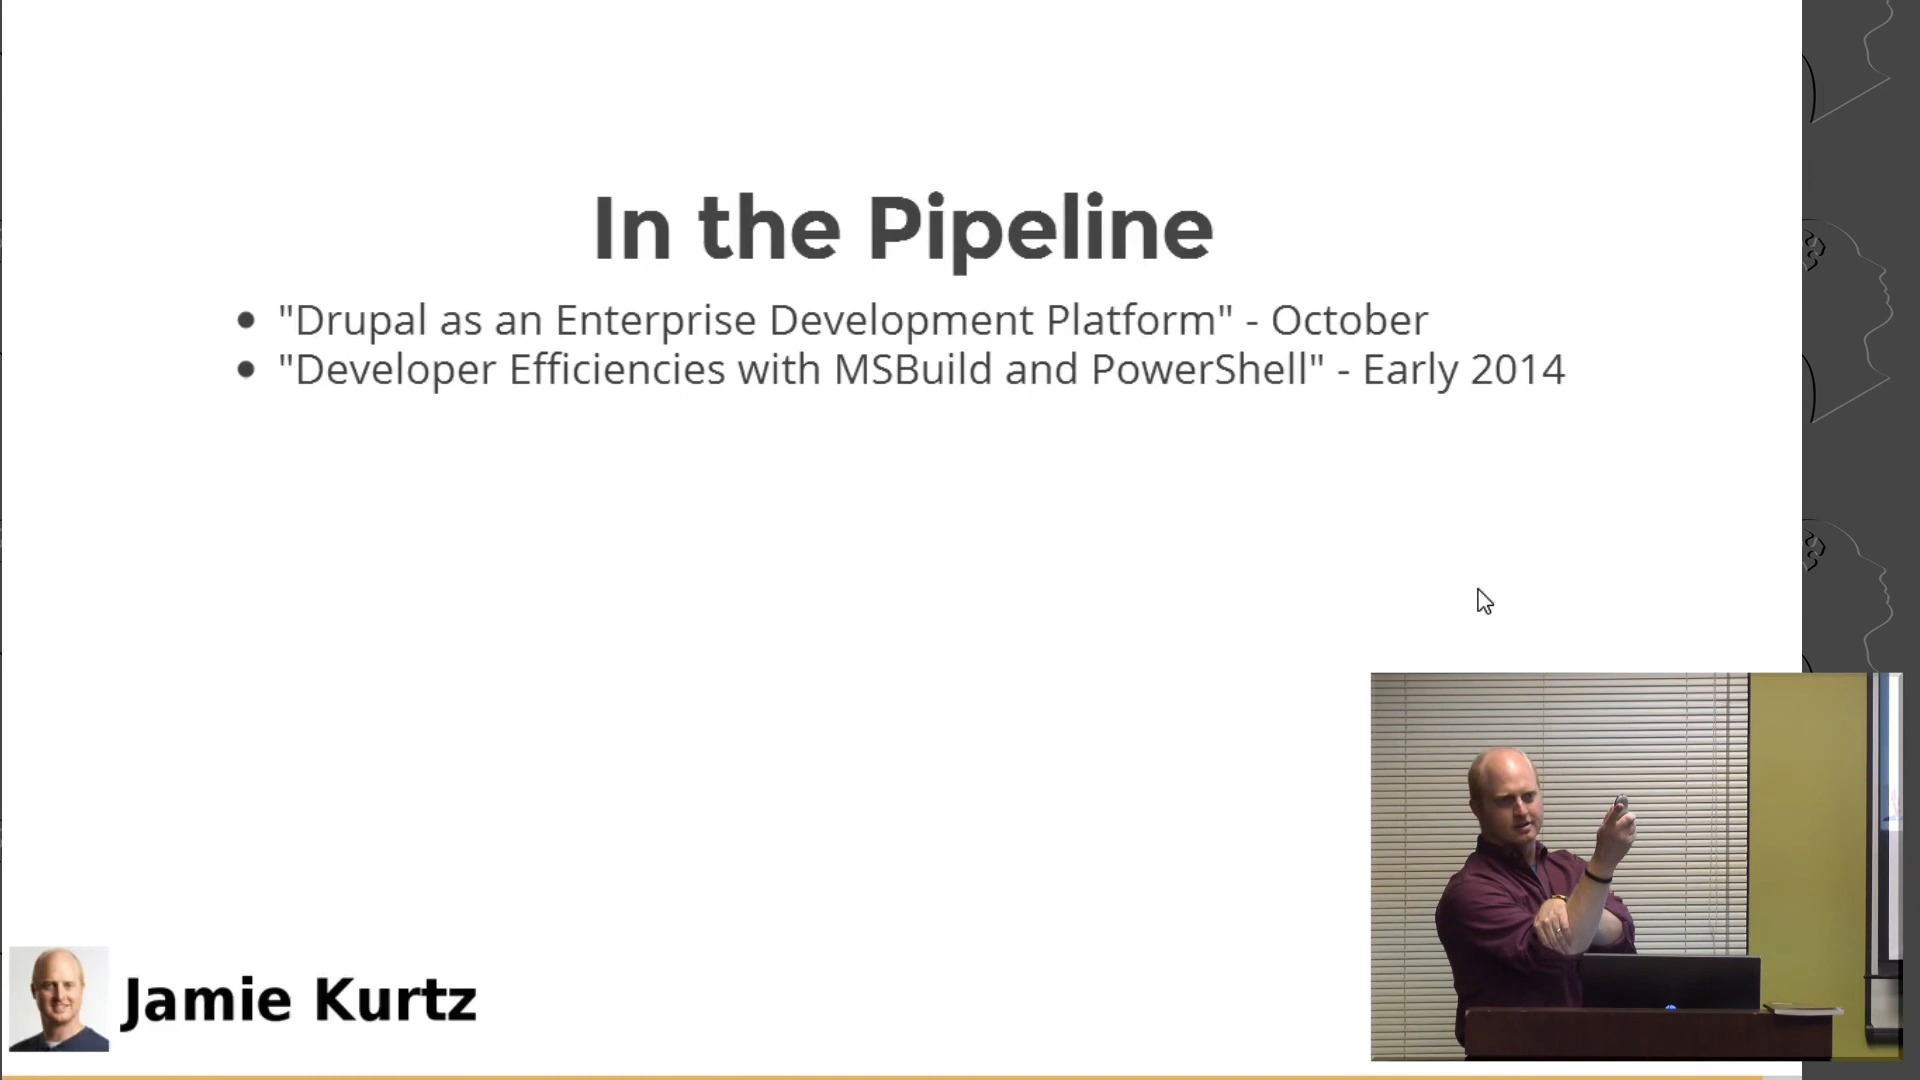 In the Pipeline
"Drupal as an Enterprise Development Platform" - October
"Developer Efficiencies with MSBuild and PowerShell" - Early 2014
Jamie Kurtz